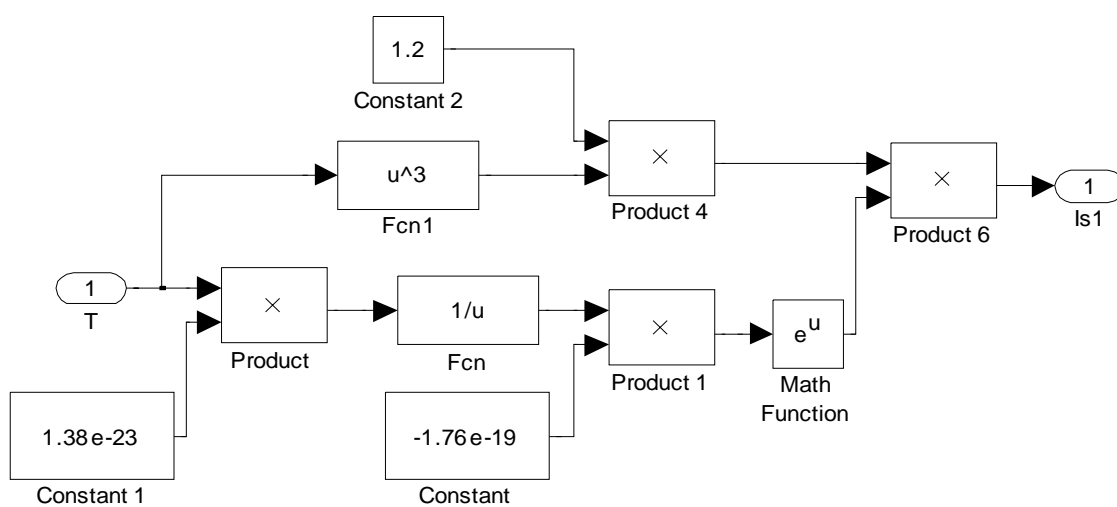 1.2
Constant 2
u^3
Fcn1
×
Product 4
×
Product 6
1
Is1
1
T
×
Product
1/u
Fcn
×
Product 1
e^u
Math
Function
1.38e-23
Constant 1
-1.76e-19
Constant